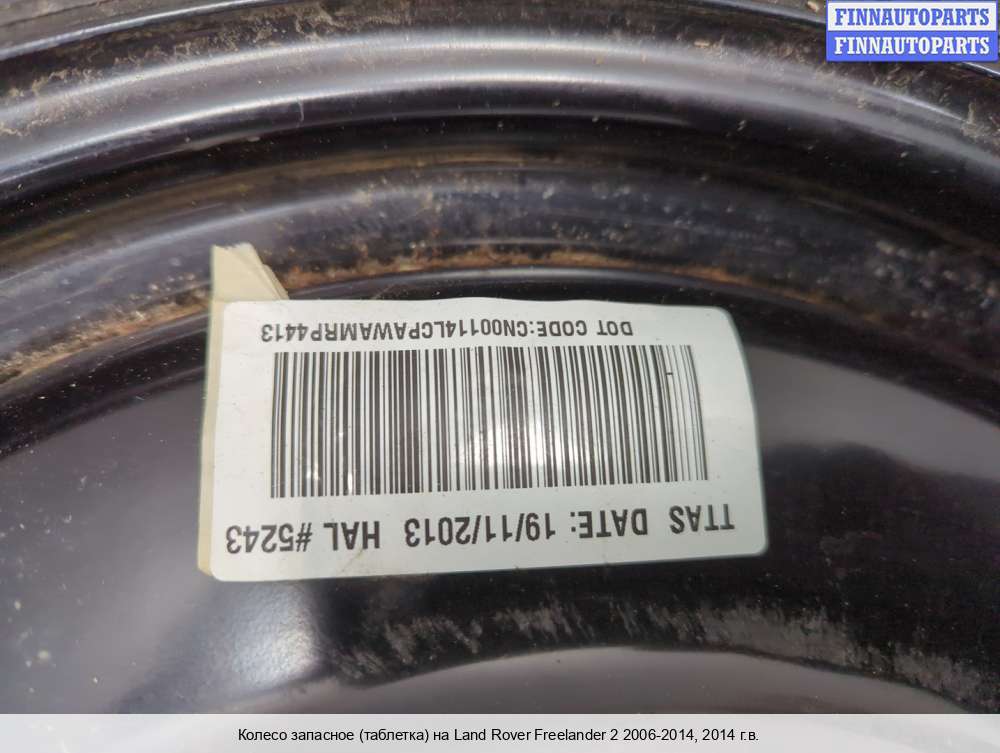 FINNAUTOPARTS
FINNAUTOPARTS
TTAS DATE: 19/11/2013 HAL #5243
DOT CODE:CN00114LCPAWAMRP4413
Колесо запасное (таблетка) на Land Rover Freelander 2 2006-2014, 2014 г.в.